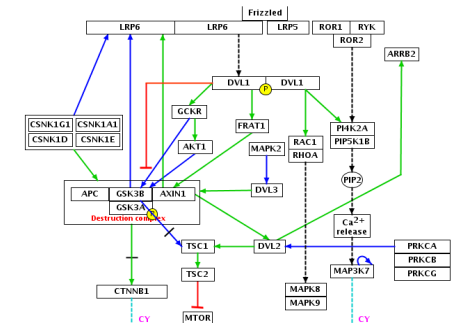 Frizzled
LRP6 LRP6 LRP5 ROR1 RYK
ROR2
ARRB2
DVL1 DVL1
P
GCKR
CSNK1G1 CSNK1A1
CSNK1D CSNK1E
FRAT1
PI4K2A
PIP5K1B
AKT1
MAPK2
RAC1
RHOA
PIP2
APC GSK3B AXIN1
DVL3
GSK3A
Destruction complex
Ca2+
release
TSC1
DVL2
PRKCA
PRKCB
PRKCG
TSC2
MAP3K7
CTNNB1
MAPK8
MAPK9
MTOR
CY
CY